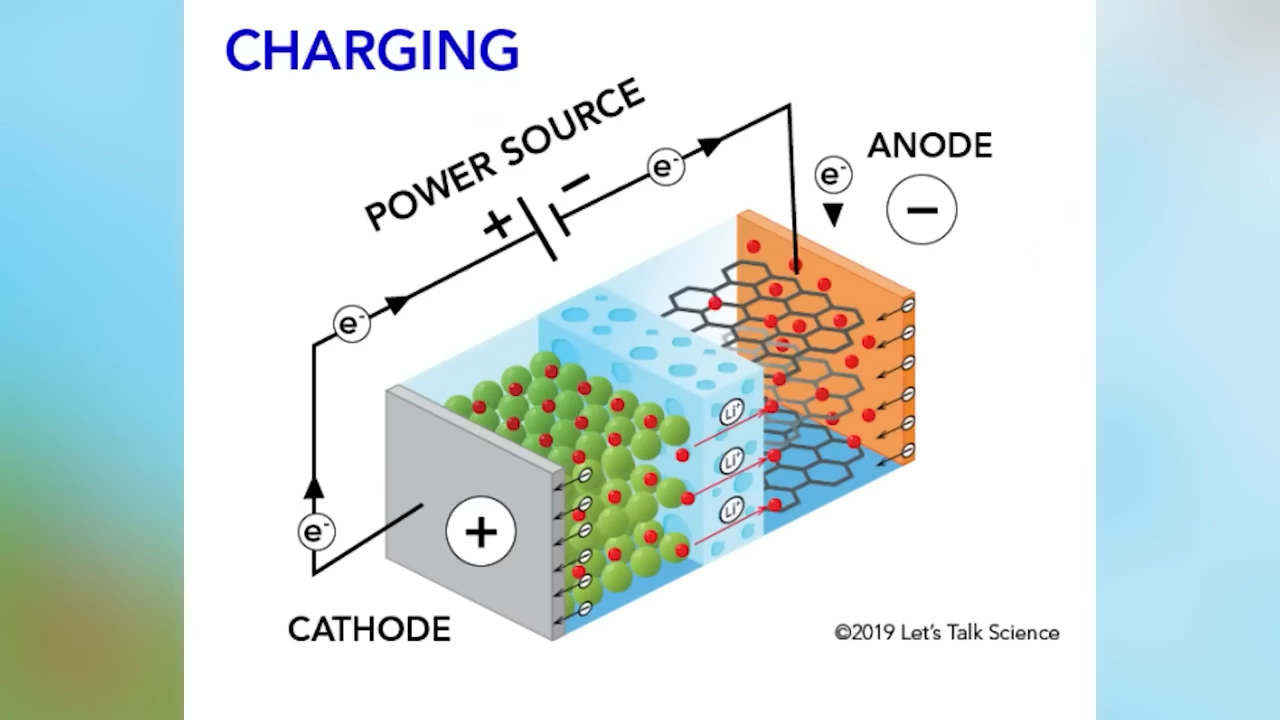 CHARGING
POWER SOURCE
+ −
e⁻
ANODE
e⁻
−
e⁻
Li⁺
Li⁺
Li⁺
e⁻
+
CATHODE
©2019 Let's Talk Science